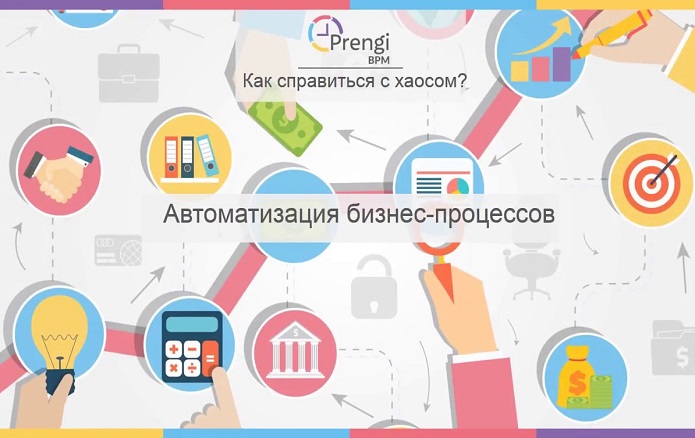 Prengi
BPM
Как справиться с хаосом?
Автоматизация бизнес-процессов
$
$